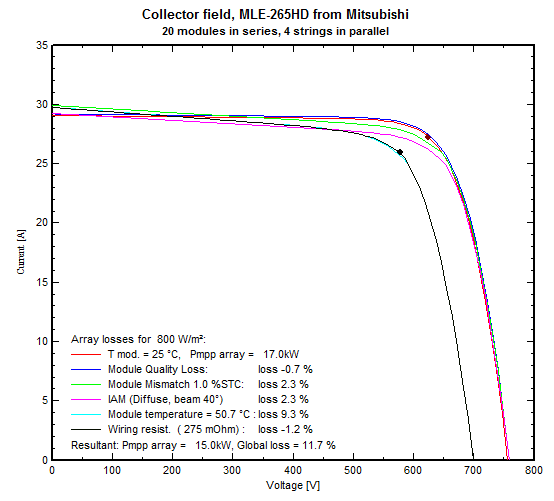 Collector field, MLE-265HD from Mitsubishi
20 modules in series, 4 strings in parallel
35
30
25
20
15
10
5
0
Current [A]
Array losses for 800 W/m²:
T mod. = 25 °C, Pmpp array = 17.0kW
Module Quality Loss: loss -0.7 %
Module Mismatch 1.0 %STC: loss 2.3 %
IAM (Diffuse, beam 40°) loss 2.3 %
Module temperature = 50.7 °C : loss 9.3 %
Wiring resist. ( 275 mOhm) : loss -1.2 %
Resultant: Pmpp array = 15.0kW, Global loss = 11.7 %
0 100 200 300 400 500 600 700 800
Voltage [V]